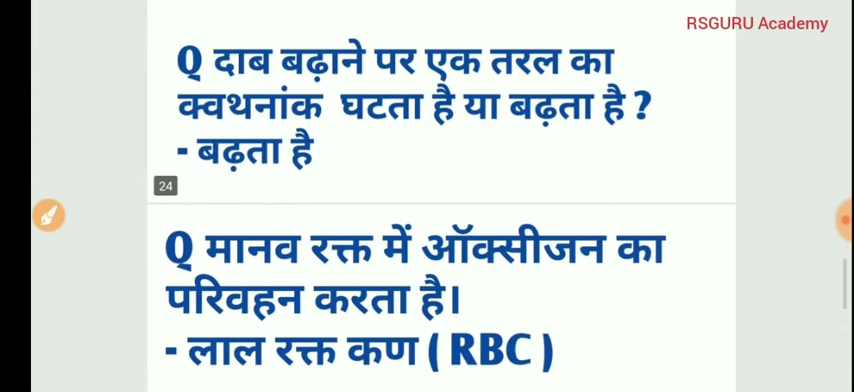 RSGURU Academy
Q दाब बढ़ाने पर एक तरल का
क्वथनांक घटता है या बढ़ता है ?
- बढ़ता है
24
Q मानव रक्त में ऑक्सीजन का
परिवहन करता है।
- लाल रक्त कण ( RBC )